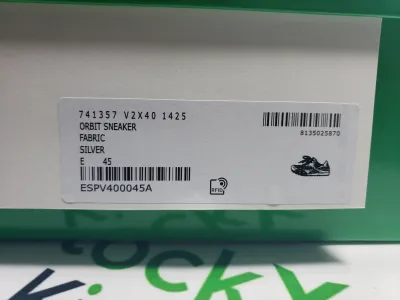 741357 V2X40 1425
ORBIT SNEAKER
FABRIC
SILVER
E 45
8135025870
ESPV400045A
RFID